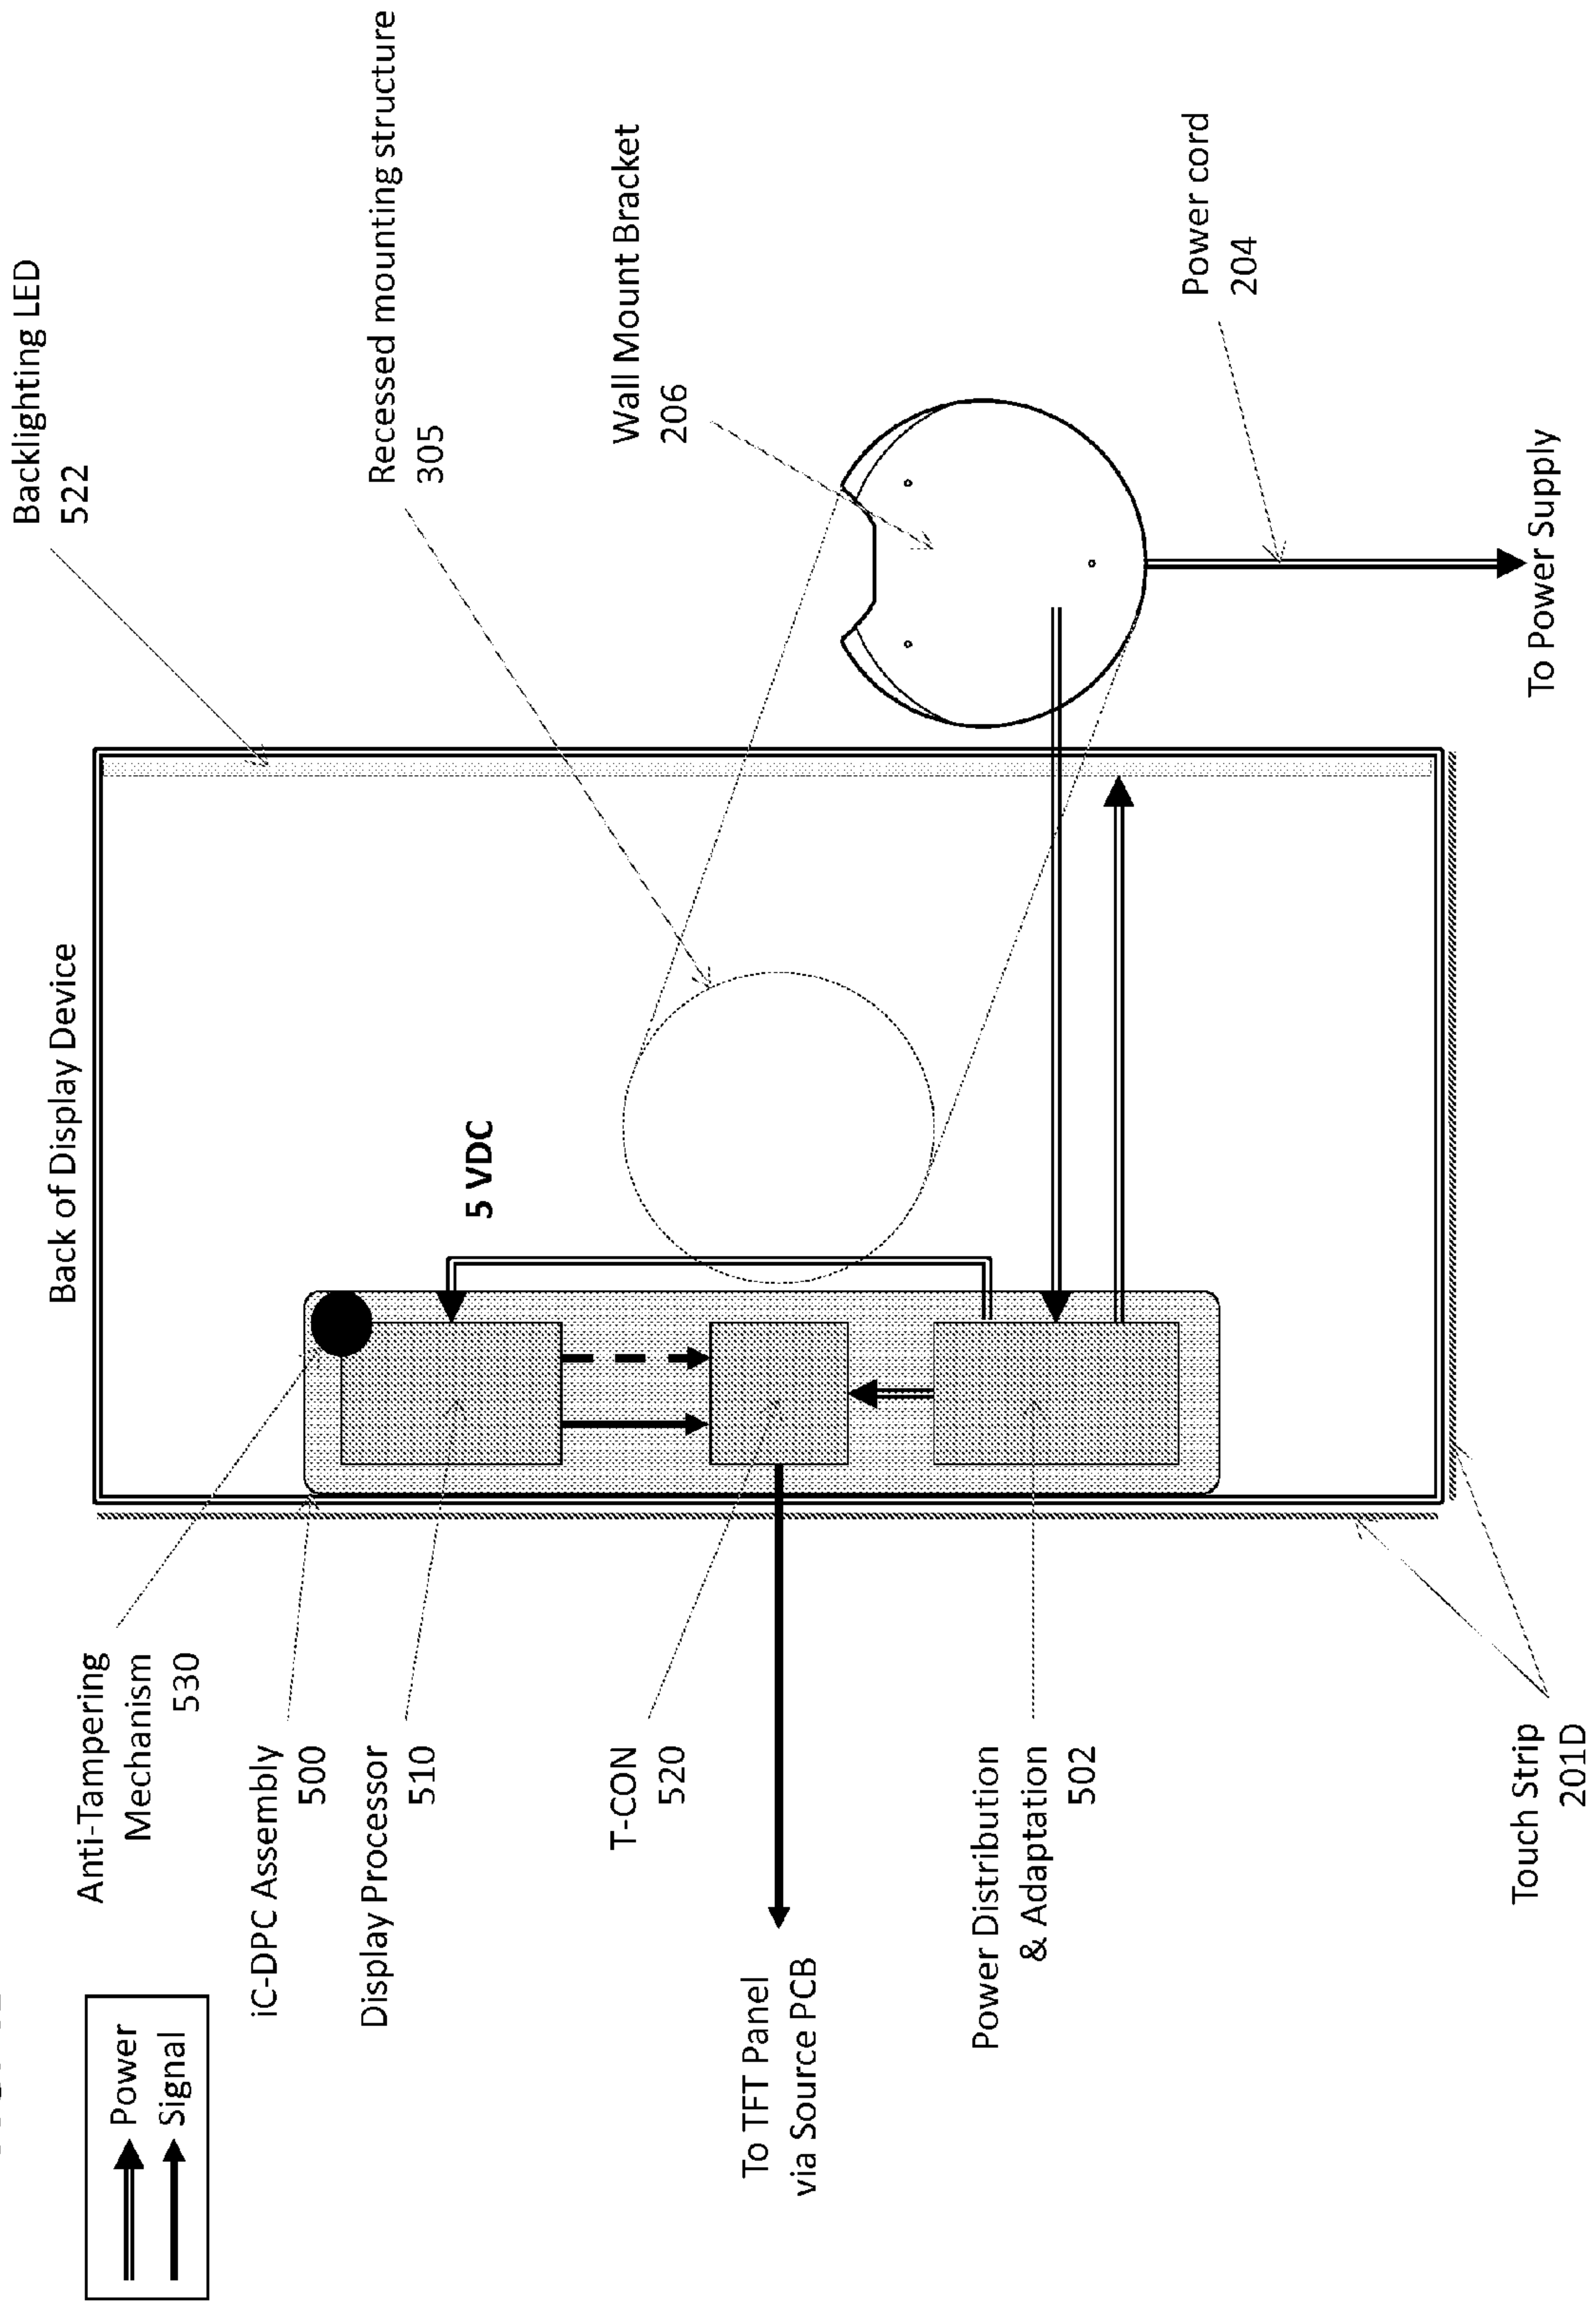 Power
Signal
Back of Display Device
Backlighting LED
522
Anti-Tampering
Mechanism
530
iC-DPC Assembly
500
Display Processor
510
5 VDC
Recessed mounting structure
305
T-CON
520
Wall Mount Bracket
206
To TFT Panel
via Source PCB
Power Distribution
& Adaptation
502
Power cord
204
Touch Strip
201D
To Power Supply